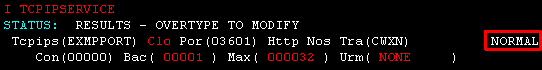 I TCPIPSERVICE
STATUS:  RESULTS - OVERTYPE TO MODIFY
Tcpips(EXMPPORT) Clo Por(03601) Http Nos Tra(CWXN) NORMAL
Con(00000) Bac( 00001 ) Max( 000032 ) Urm( NONE )